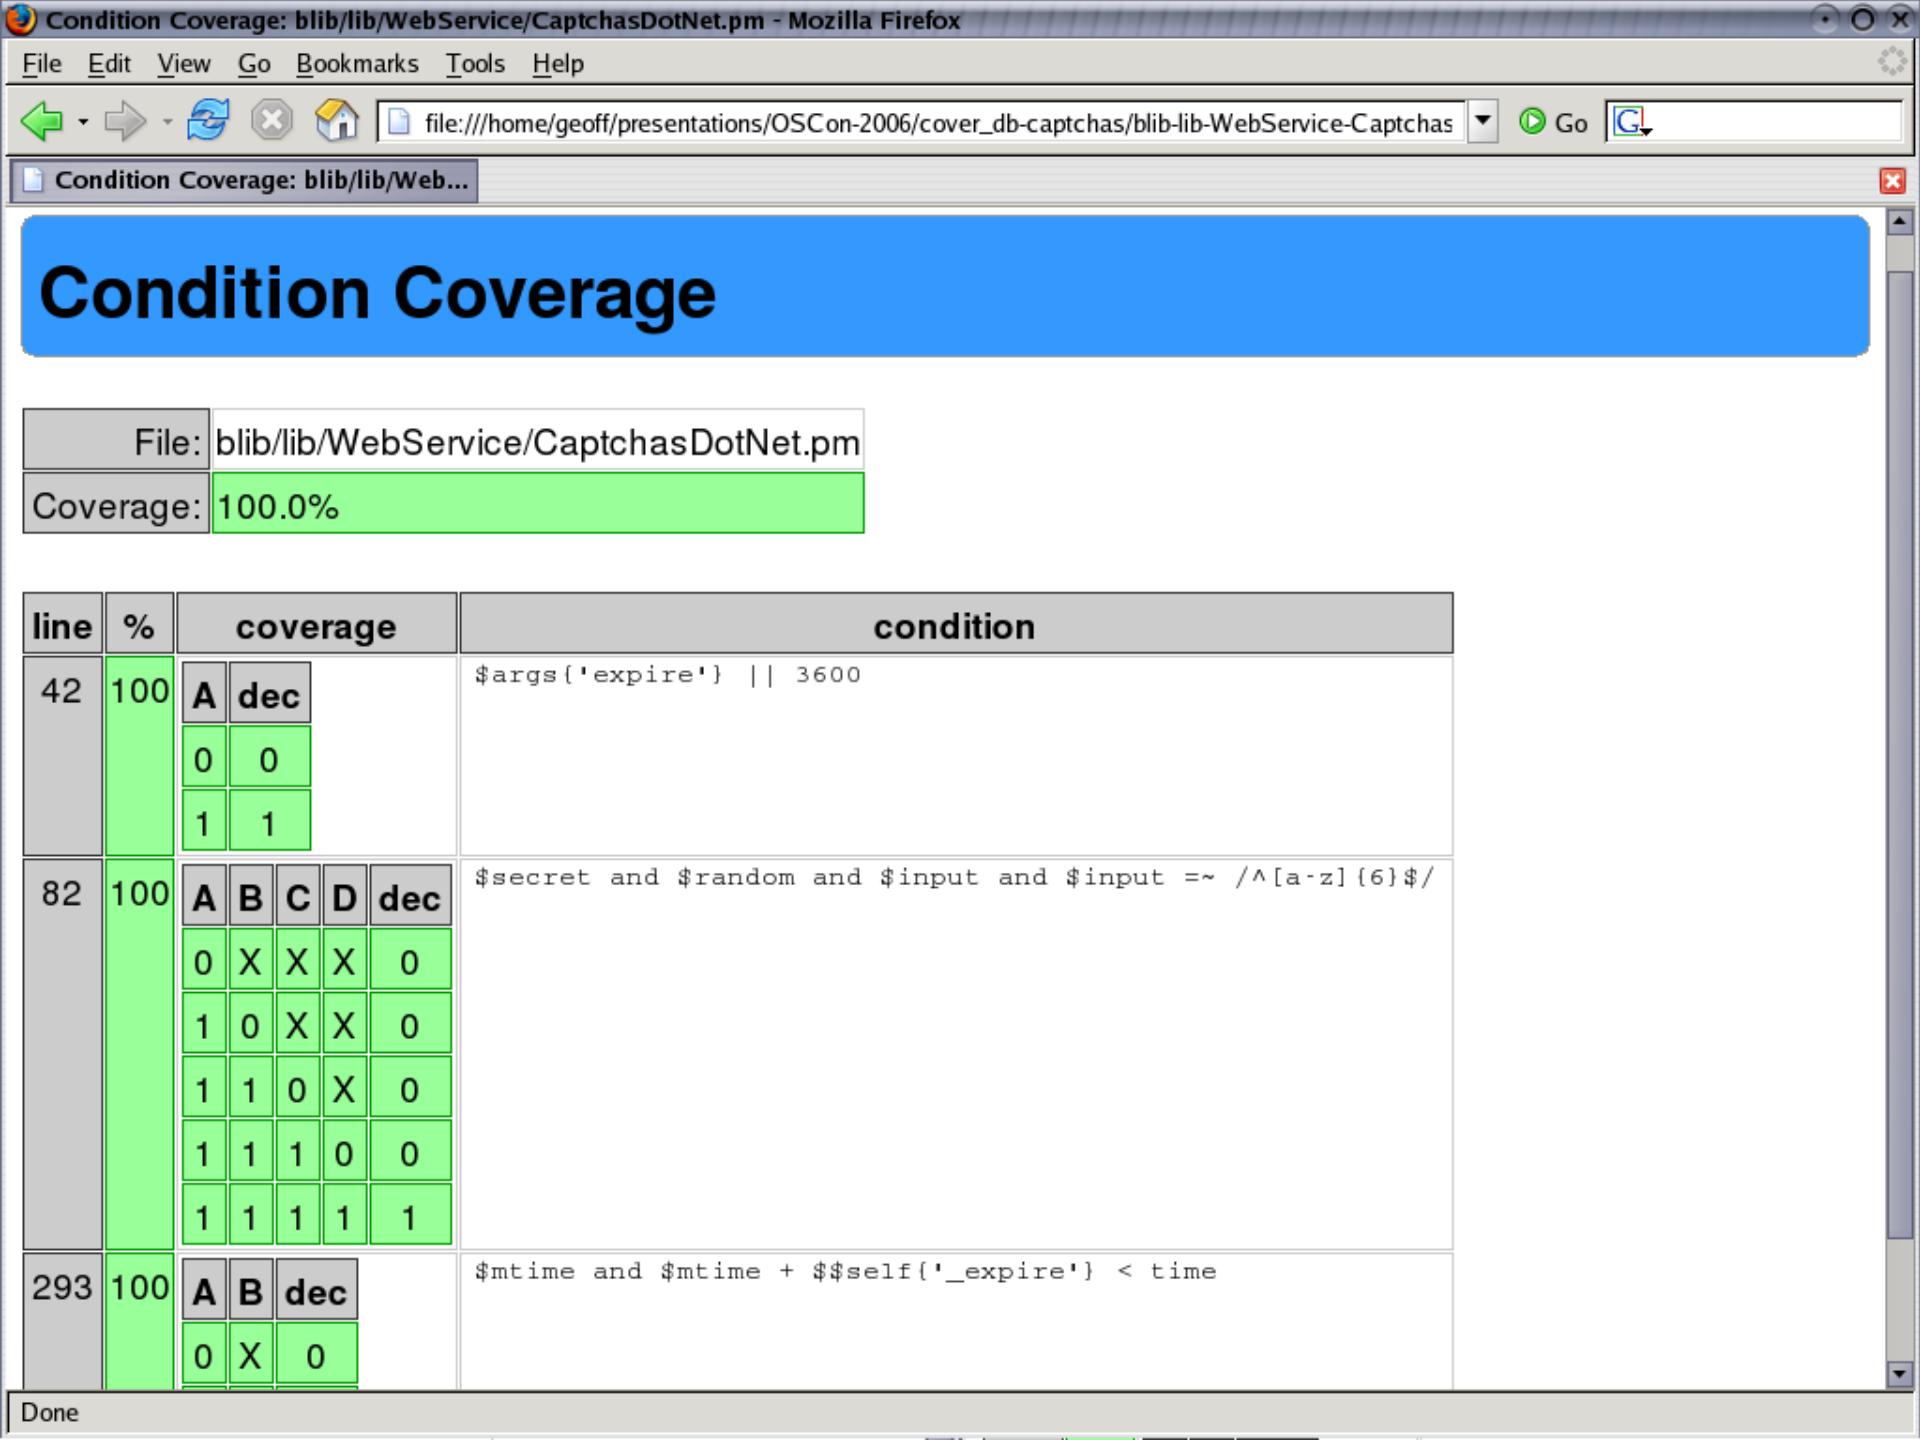 Condition Coverage: blib/lib/WebService/CaptchasDotNet.pm - Mozilla Firefox
File Edit View Go Bookmarks Tools Help
file:///home/geoff/presentations/OSCon-2006/cover_db-captchas/blib-lib-WebService-Captchas Go G
Condition Coverage: blib/lib/Web...
Condition Coverage
File: blib/lib/WebService/CaptchasDotNet.pm
Coverage: 100.0%
line % coverage condition
42 100 A dec $args{'expire'} || 3600
0 0
1 1
82 100 A B C D dec $secret and $random and $input and $input =~ /^[a-z]{6}$/
0 X X X 0
1 0 X X 0
1 1 0 X 0
1 1 1 0 0
1 1 1 1 1
293 100 A B dec $mtime and $mtime + $$self{'_expire'} < time
0 X 0
Done